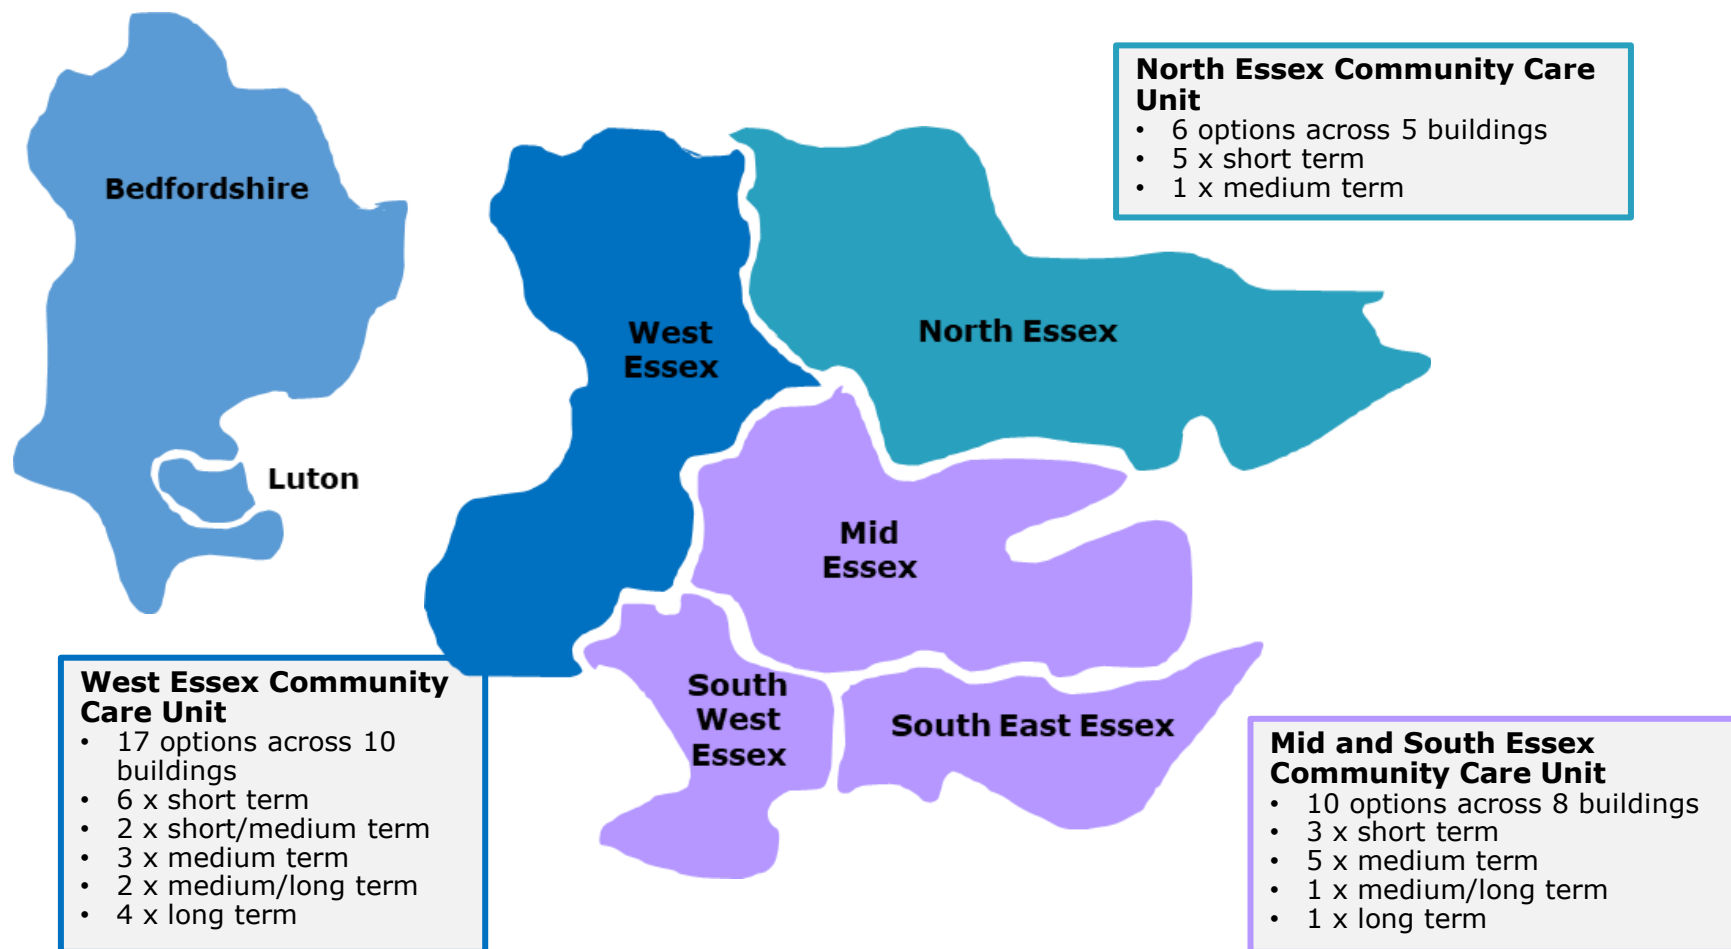 North Essex Community Care
Unit
• 6 options across 5 buildings
• 5 x short term
• 1 x medium term
Bedfordshire
West
Essex
North Essex
Luton
Mid
Essex
South
West
Essex
South East Essex
West Essex Community
Care Unit
• 17 options across 10
buildings
• 6 x short term
• 2 x short/medium term
• 3 x medium term
• 2 x medium/long term
• 4 x long term
Mid and South Essex
Community Care Unit
• 10 options across 8 buildings
• 3 x short term
• 5 x medium term
• 1 x medium/long term
• 1 x long term